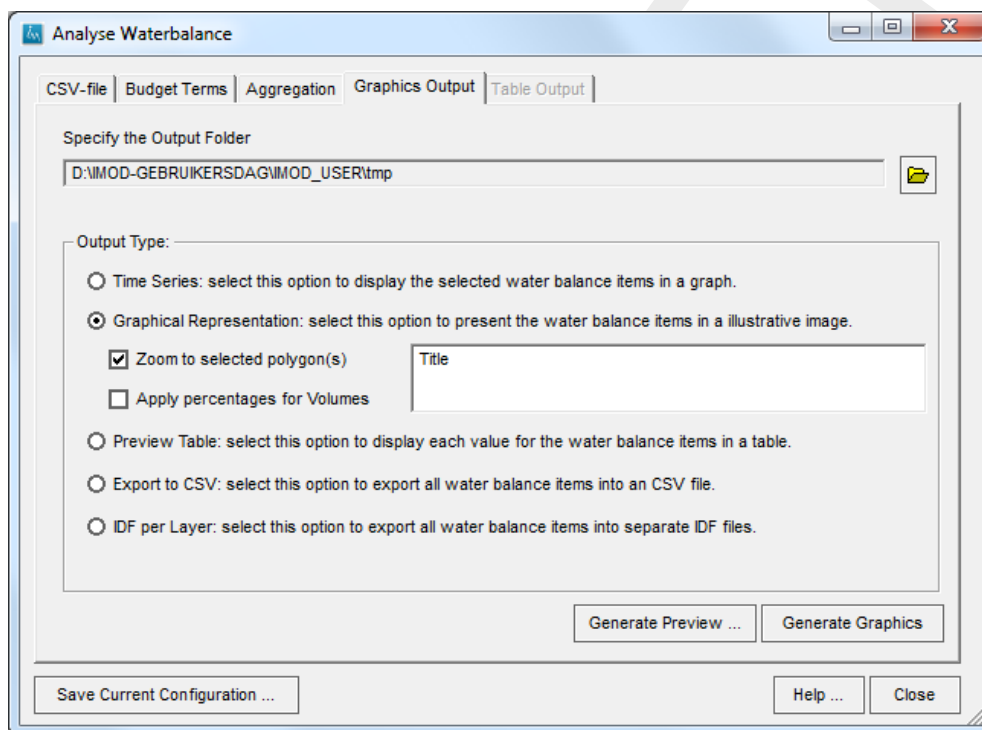 Analyse Waterbalance
CSV-file Budget Terms Aggregation Graphics Output Table Output
Specify the Output Folder
D:\IMOD-GEBRUIKERSDAG\IMOD_USER\tmp
Output Type:
Time Series: select this option to display the selected water balance items in a graph.
Graphical Representation: select this option to present the water balance items in a illustrative image.
Zoom to selected polygon(s)
Title
Apply percentages for Volumes
Preview Table: select this option to display each value for the water balance items in a table.
Export to CSV: select this option to export all water balance items into an CSV file.
IDF per Layer: select this option to export all water balance items into separate IDF files.
Generate Preview ... Generate Graphics
Save Current Configuration ... Help ... Close